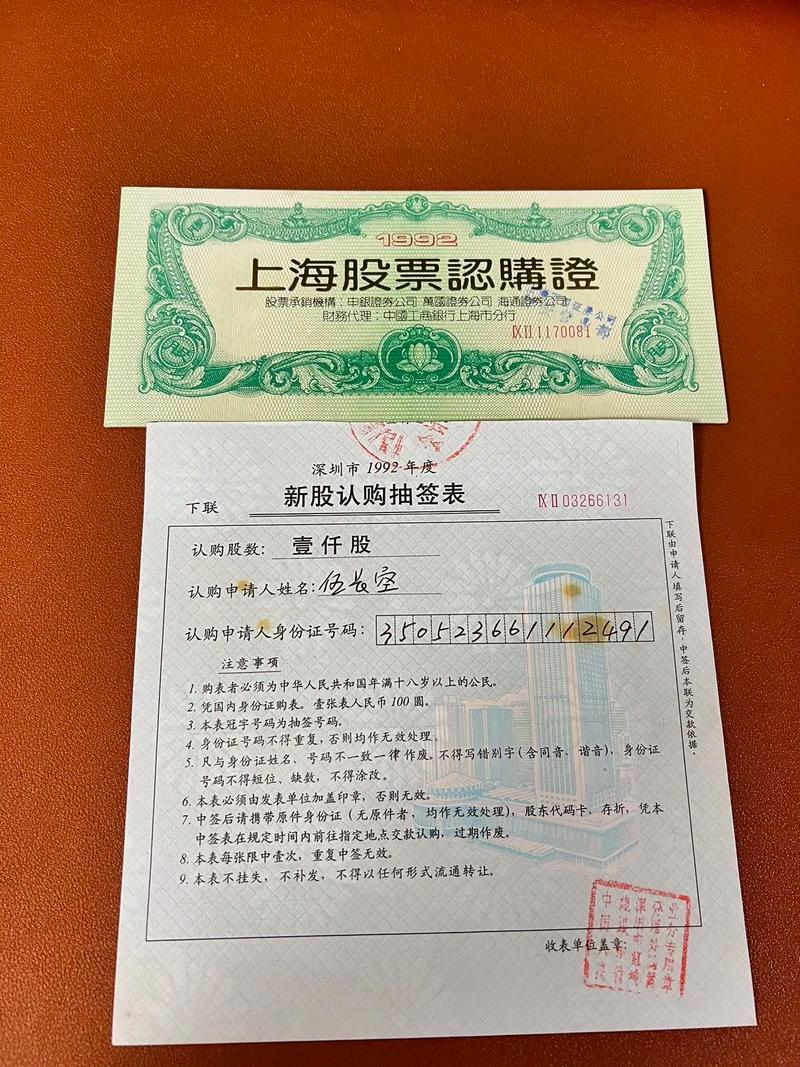 1992
上海股票認購證
股票承銷機構：申銀證券公司 萬國證券公司 海通證券公司
財務代理：中國工商銀行上海市分行
IXII 1170081
深圳市 1992 年度
下联
新股认购抽签表
IXII 03266131
认购股数：壹仟股
认购申请人姓名：伍长室
认购申请人身份证号码：350523661112491
注意事项
1. 购表者必须为中华人民共和国年满十八岁以上的公民。
2. 凭国内身份证购表。壹张表人民币 100 圆。
3. 本表冠字号码为抽签号码。
4. 身份证号码不得重复，否则均作无效处理。
5. 凡与身份证姓名、号码不一致一律作废。不得写错别字(含同音、谐音)，身份证
号码不得短位、缺数，不得涂改。
6. 本表必须由发表单位加盖印章，否则无效。
7. 中签后请携带原件身份证（无原件者，均作无效处理），股东代码卡、存折，凭本
中签表在规定时间内前往指定地点交款认购，过期作废。
8. 本表每张限中壹次，重复中签无效。
9. 本表不挂失，不补发，不得以任何形式流通转让。
收表单位盖章：
下联由申请人填写后留存，中签后本联为交款依据。